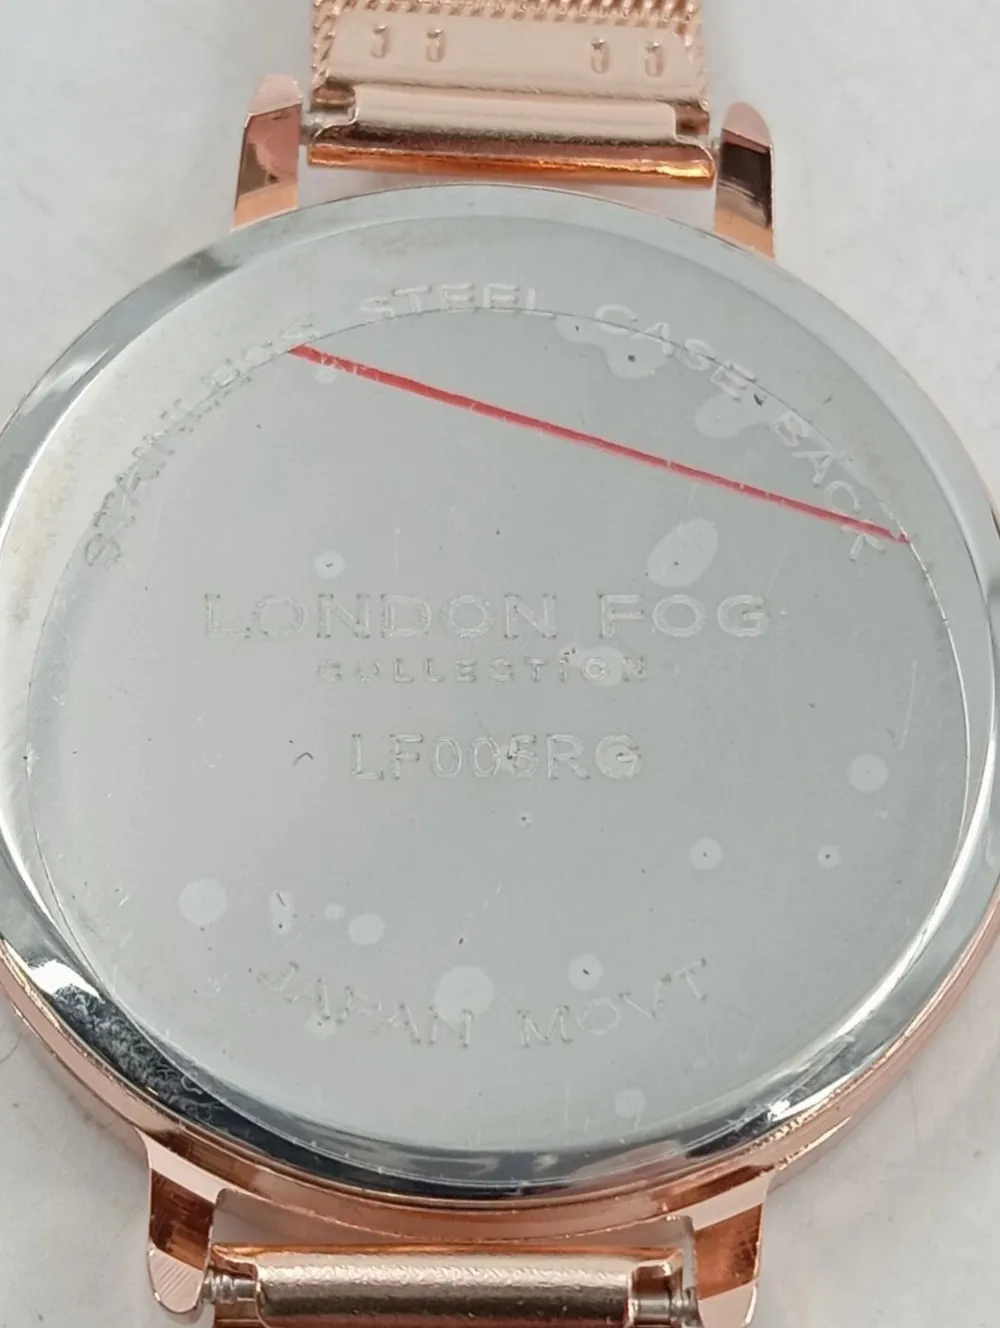 STAINLESS STEEL CASE BACK
LONDON FOG
COLLECTION
LF005RG
JAPAN MOVT